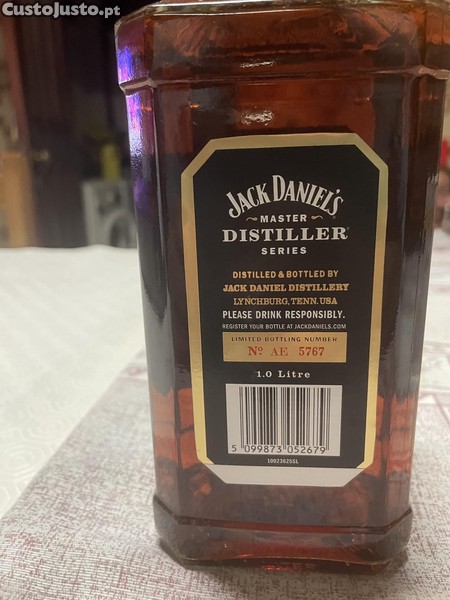 CustoJusto.pt
JACK DANIEL'S
MASTER
DISTILLER
SERIES
DISTILLED & BOTTLED BY
JACK DANIEL DISTILLERY
LYNCHBURG, TENN. USA
PLEASE DRINK RESPONSIBLY.
REGISTER YOUR BOTTLE AT JACKDANIELS.COM
LIMITED BOTTLING NUMBER
Nº AE 5767
1.0 Litre
5 099873 052679
10023625SL